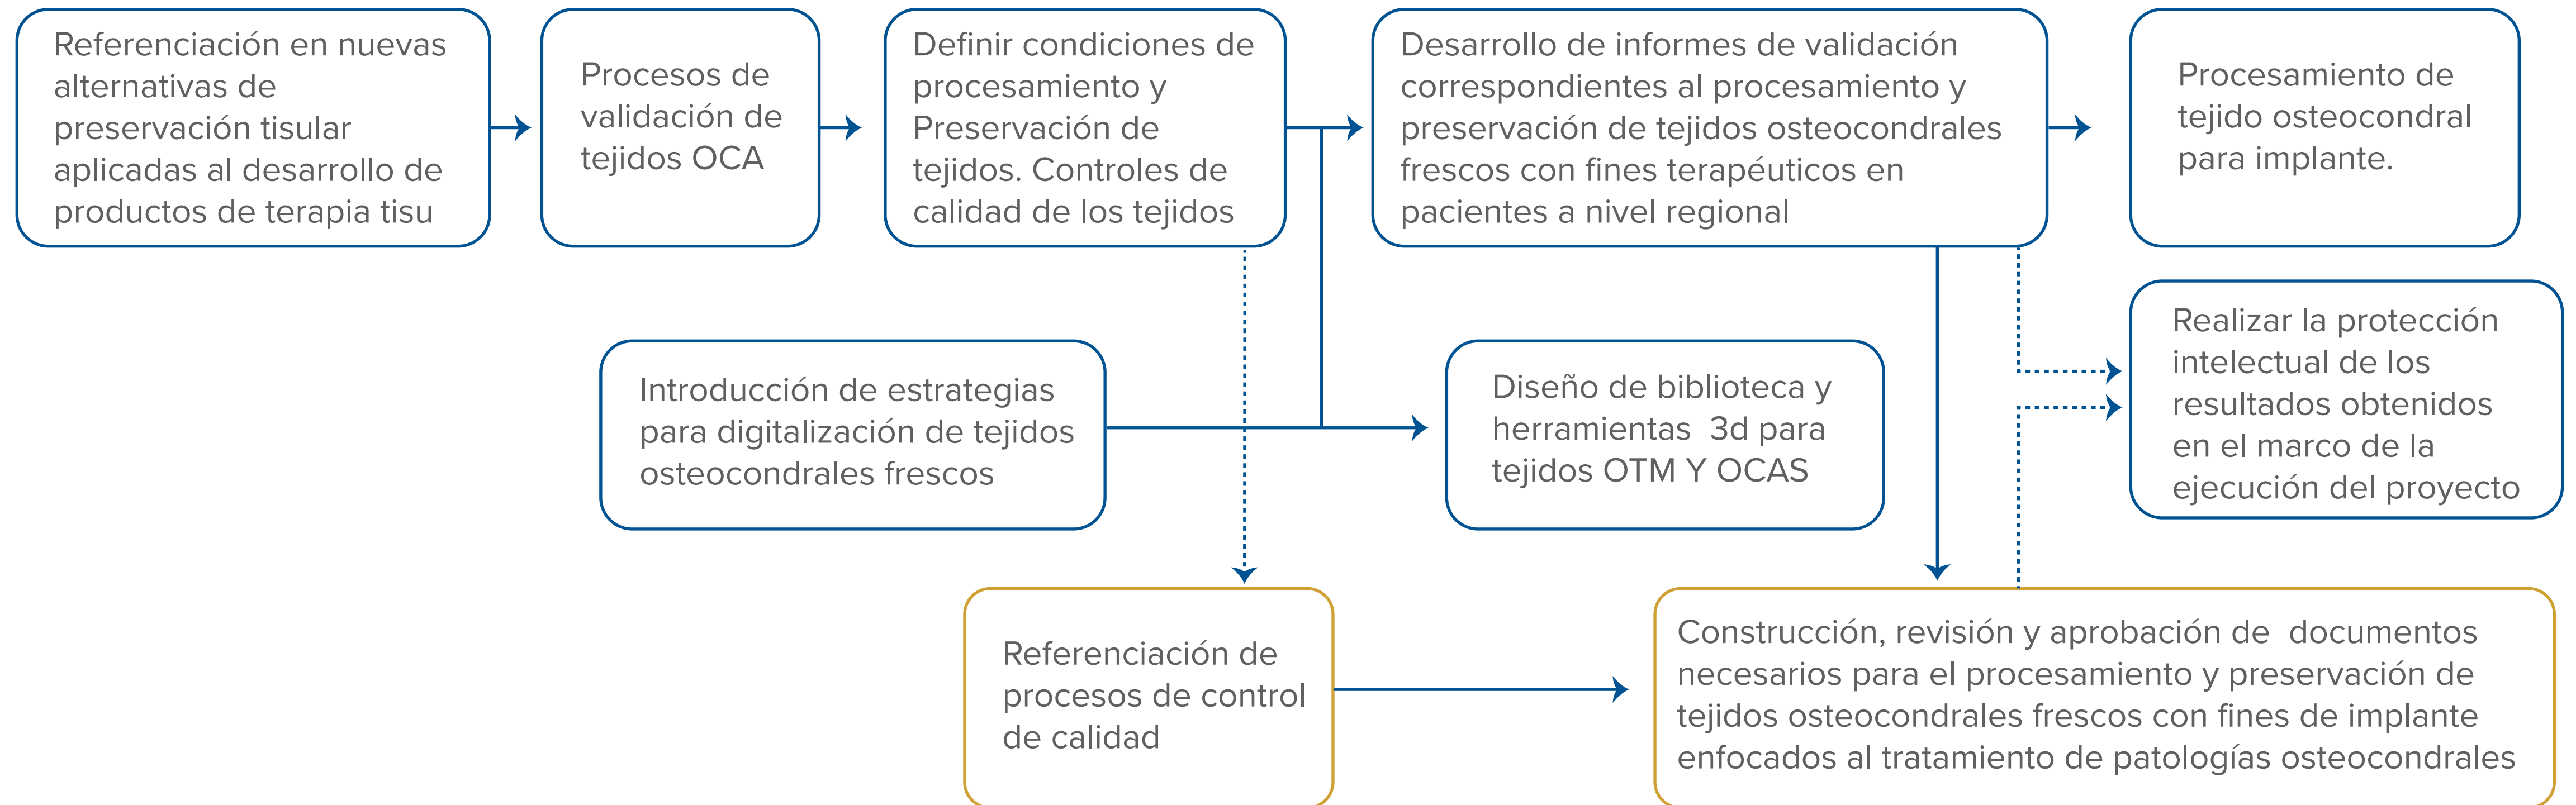 Referenciación en nuevas
alternativas de
preservación tisular
aplicadas al desarrollo de
productos de terapia tisu
Procesos de
validación de
tejidos OCA
Definir condiciones de
procesamiento y
Preservación de
tejidos. Controles de
calidad de los tejidos
Desarrollo de informes de validación
correspondientes al procesamiento y
preservación de tejidos osteocondrales
frescos con fines terapéuticos en
pacientes a nivel regional
Procesamiento de
tejido osteocondral
para implante.
Introducción de estrategias
para digitalización de tejidos
osteocondrales frescos
Diseño de biblioteca y
herramientas  3d para
tejidos OTM Y OCAS
Realizar la protección
intelectual de los
resultados obtenidos
en el marco de la
ejecución del proyecto
Referenciación de
procesos de control
de calidad
Construcción, revisión y aprobación de  documentos
necesarios para el procesamiento y preservación de
tejidos osteocondrales frescos con fines de implante
enfocados al tratamiento de patologías osteocondrales